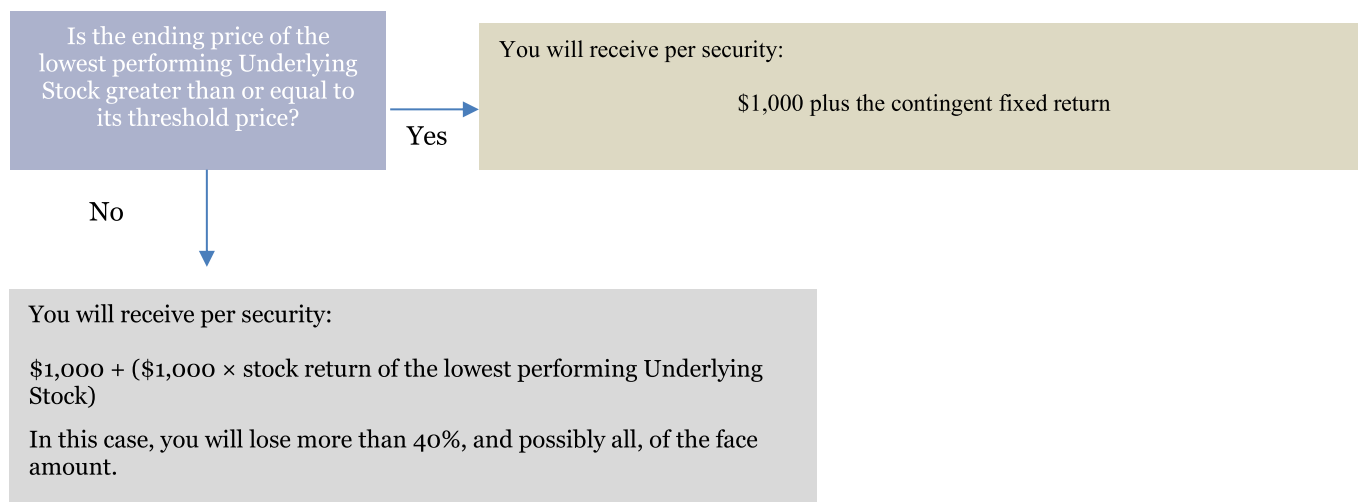 Is the ending price of the
lowest performing Underlying
Stock greater than or equal to
its threshold price?
You will receive per security:
$1,000 plus the contingent fixed return
Yes
No
You will receive per security:
$1,000 + ($1,000 × stock return of the lowest performing Underlying
Stock)
In this case, you will lose more than 40%, and possibly all, of the face
amount.